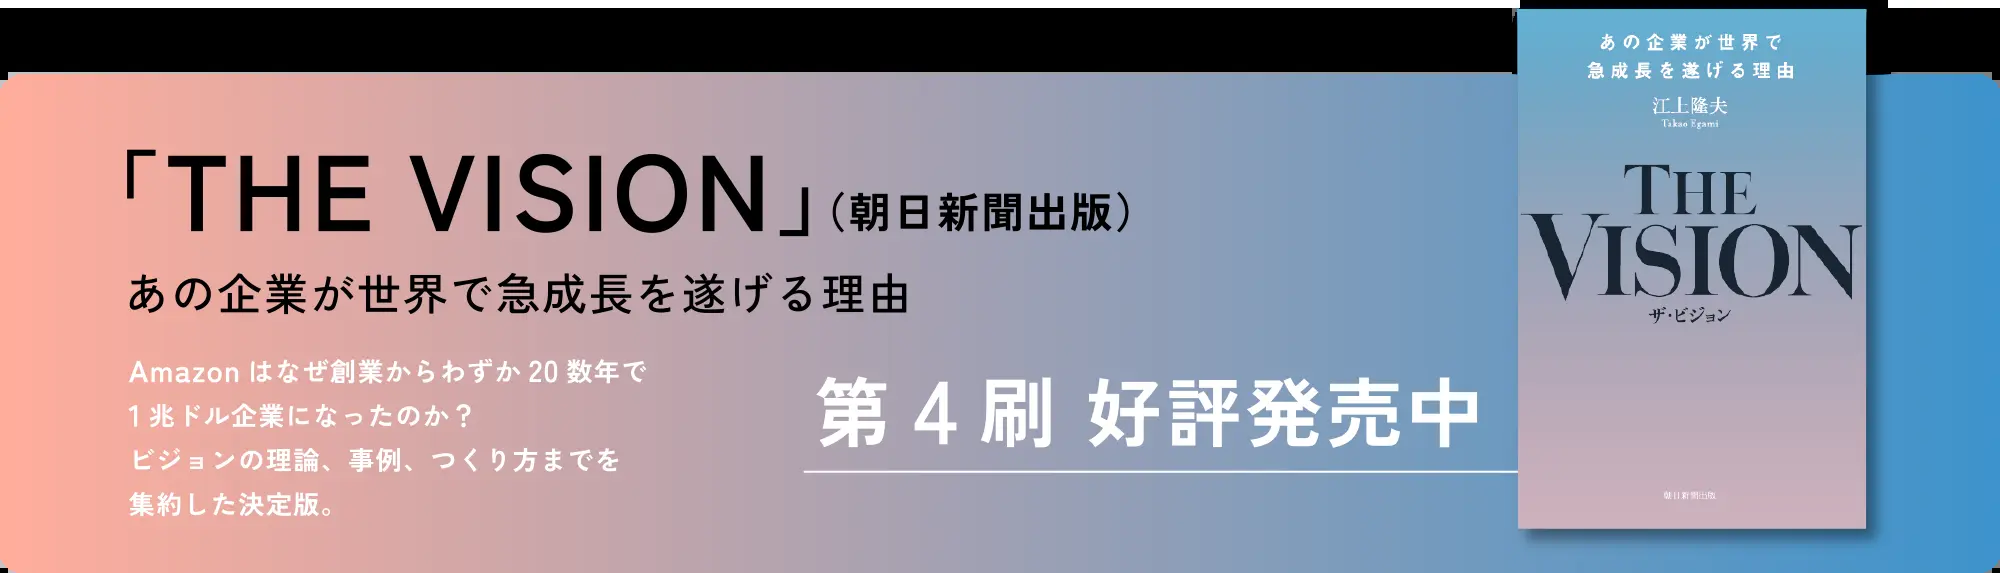 「THE VISION」（朝日新聞出版）
あの企業が世界で急成長を遂げる理由
Amazon はなぜ創業からわずか 20 数年で
1 兆ドル企業になったのか？
ビジョンの理論、事例、つくり方までを
集約した決定版。
第 4 刷 好評発売中
あの企業が世界で
急成長を遂げる理由
江上隆夫
Takao Egami
THE
VISION
ザ・ビジョン
朝日新聞出版